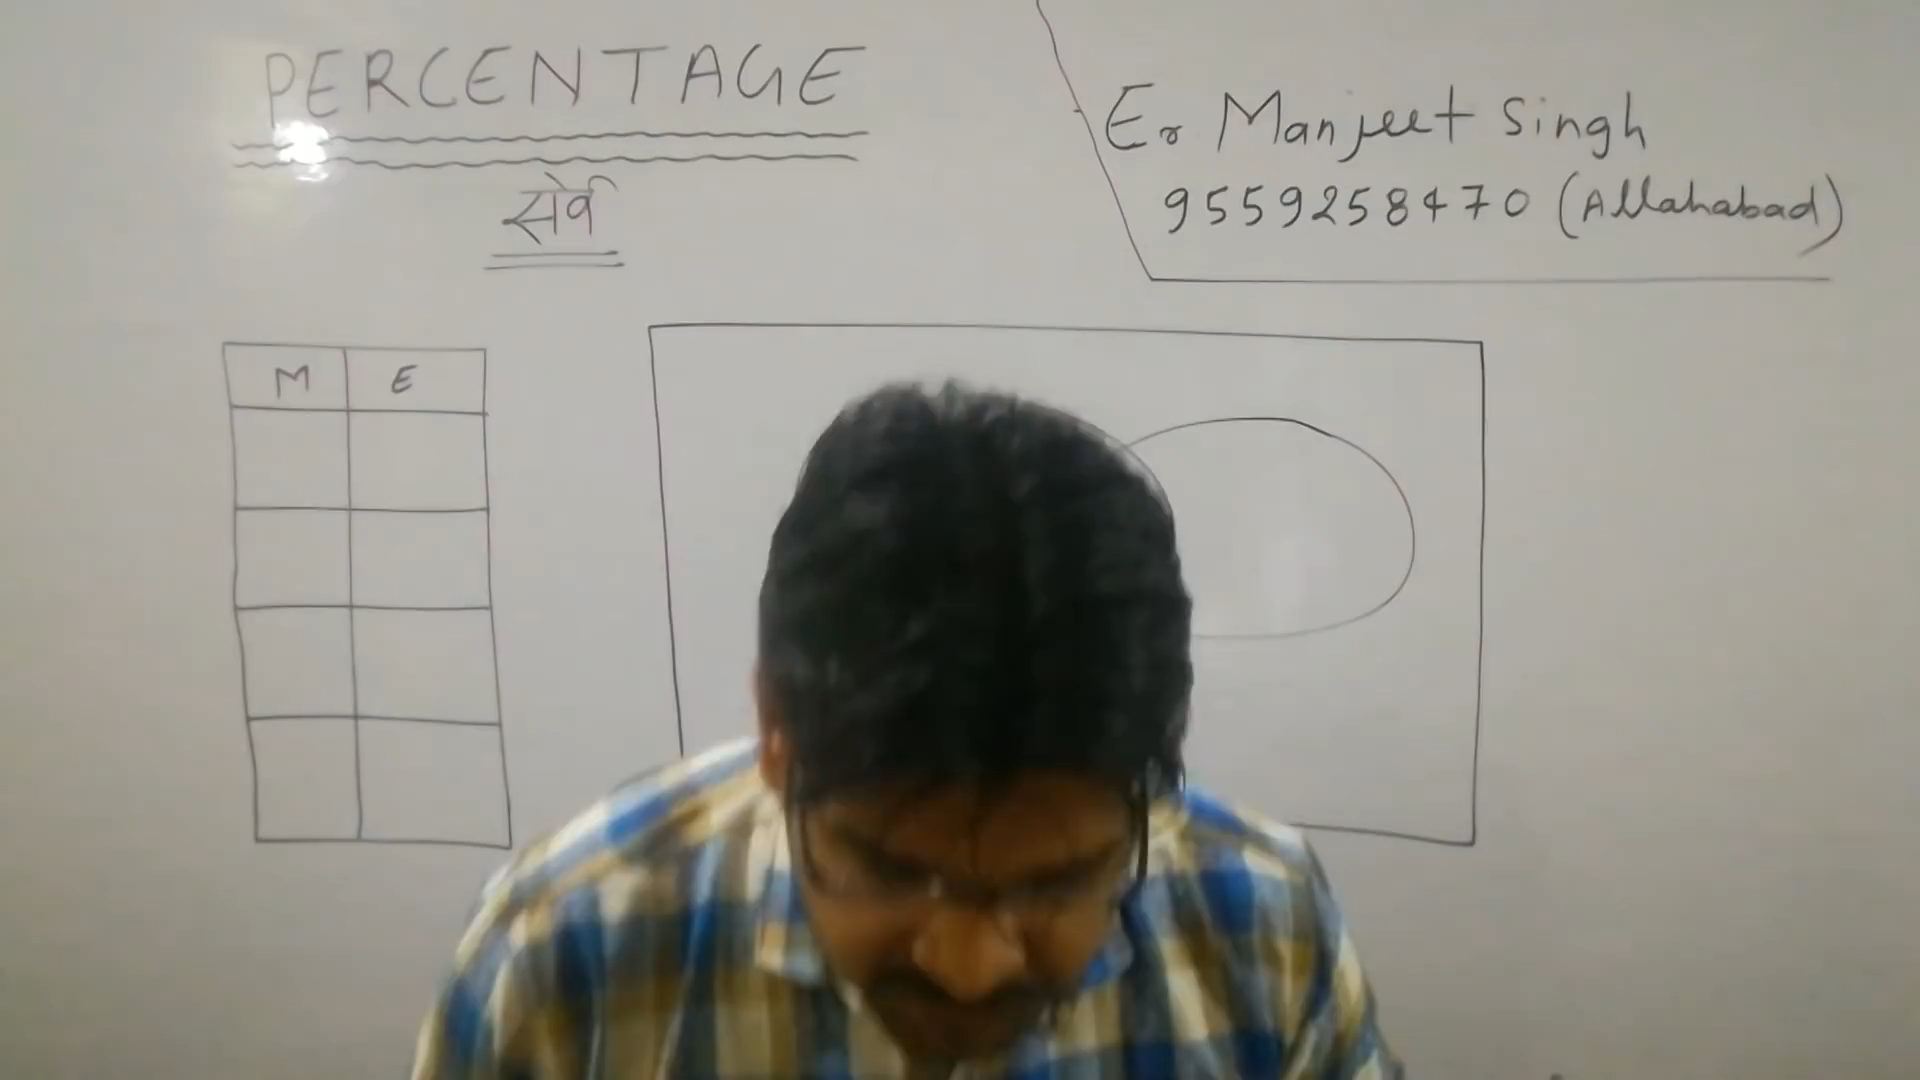 PERCENTAGE
सेर्व
Er Manjeet Singh
9559258470 (Allahabad)
M E